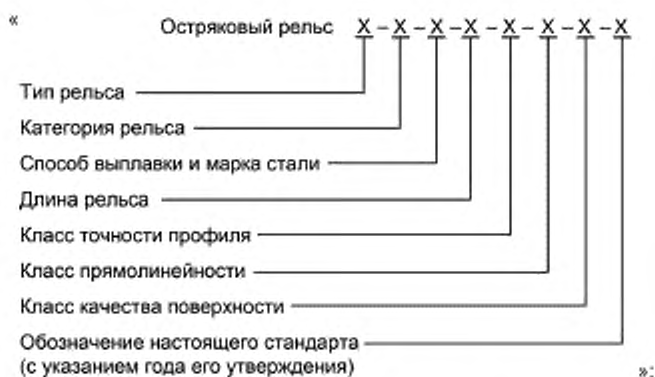 «
Остряковый рельс X – X – X – X – X – X – X – X
Тип рельса
Категория рельса
Способ выплавки и марка стали
Длина рельса
Класс точности профиля
Класс прямолинейности
Класс качества поверхности
Обозначение настоящего стандарта
(с указанием года его утверждения)
»;